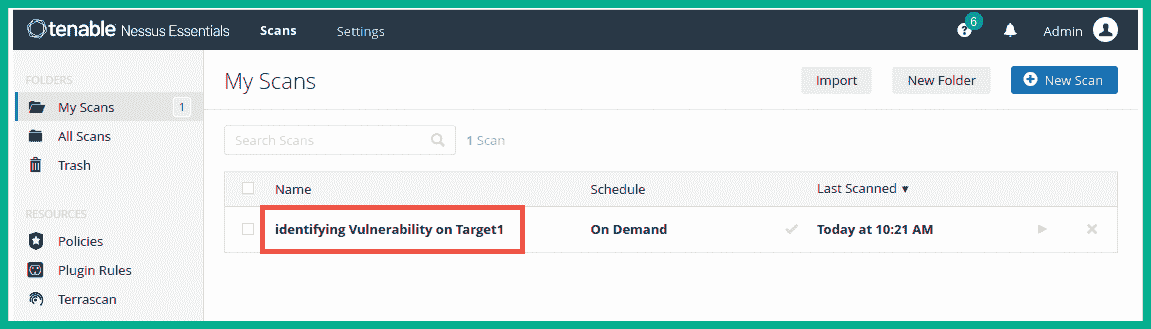 tenable Nessus Essentials Scans Settings 6 Admin
FOLDERS
My Scans 1
All Scans
Trash
RESOURCES
Policies
Plugin Rules
Terrascan
My Scans Import New Folder New Scan
Search Scans 1 Scan
Name Schedule Last Scanned
identifying Vulnerability on Target1 On Demand Today at 10:21 AM